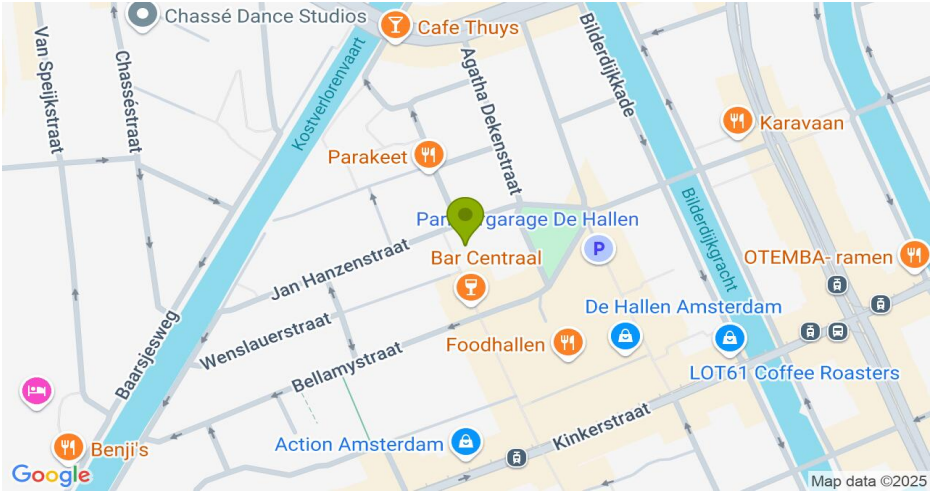 Chassé Dance Studios
Cafe Thuys
Van Speijkstraat
Chasséstraat
Kostverlorenvaart
Agatha Dekenstraat
Bilderdijkkade
Karavaan
Parakeet
Bilderdijkgracht
garage De Hallen
Jan Hanzenstraat
Bar Centraal
OTEMBA- ramen
De Hallen Amsterdam
Wenslauerstraat
Baarsjesweg
Bellamystraat
Foodhallen
LOT61 Coffee Roasters
Kinkerstraat
Action Amsterdam
Benji's
Google
Map data ©2025